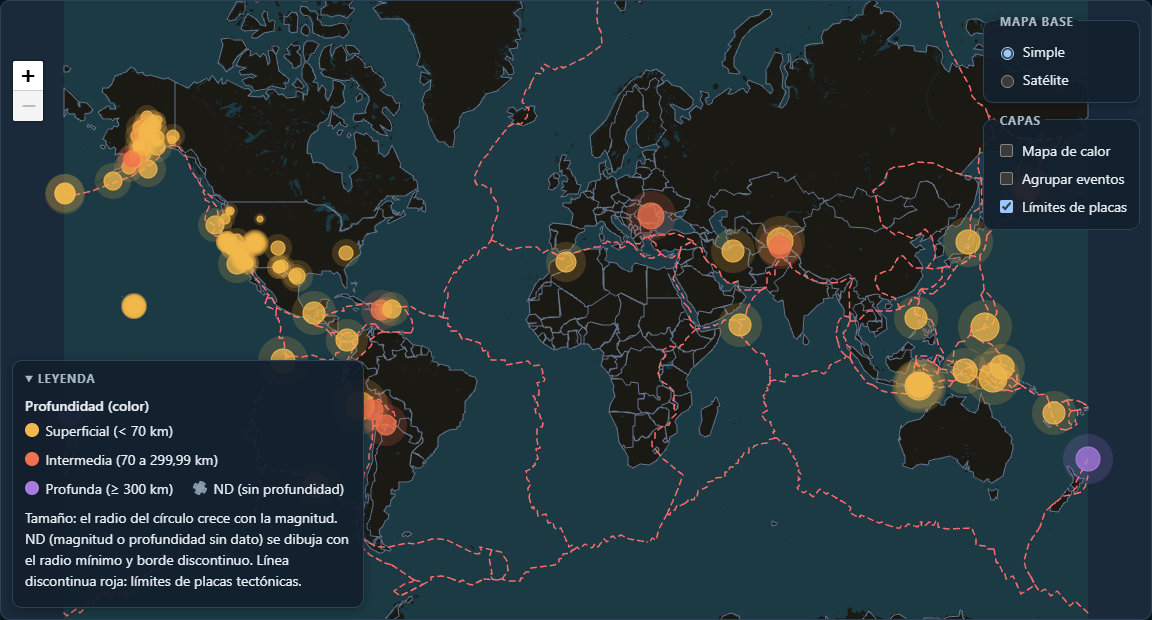 MAPA BASE
Simple
Satélite
CAPAS
Mapa de calor
Agrupar eventos
Límites de placas
+
−
▼ LEYENDA
Profundidad (color)
Superficial (< 70 km)
Intermedia (70 a 299,99 km)
Profunda (≥ 300 km) ND (sin profundidad)
Tamaño: el radio del círculo crece con la magnitud.
ND (magnitud o profundidad sin dato) se dibuja con
el radio mínimo y borde discontinuo. Línea
discontinua roja: límites de placas tectónicas.